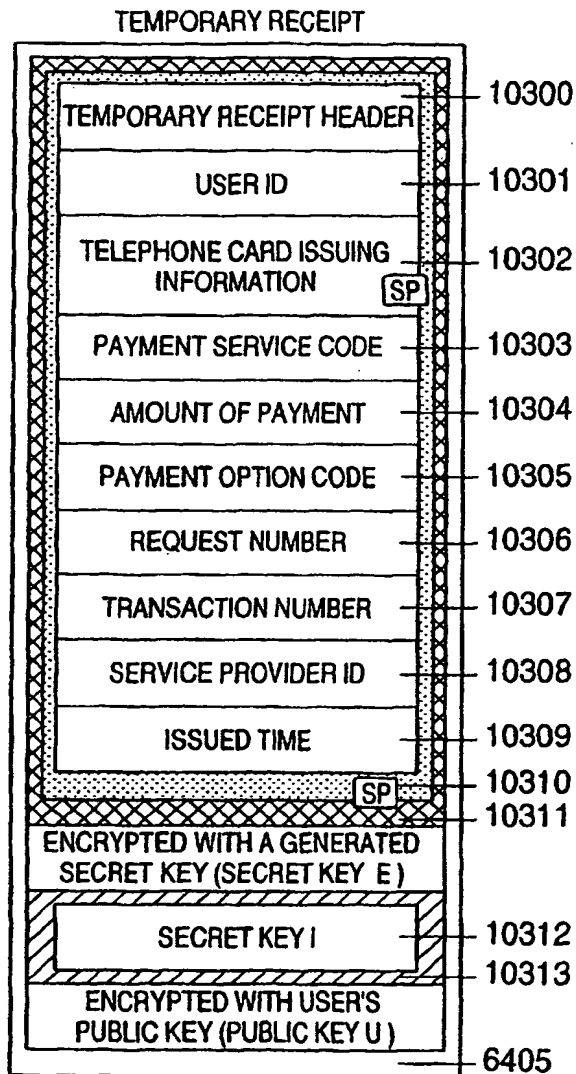 TEMPORARY RECEIPT
10300
TEMPORARY RECEIPT HEADER
USER ID
10301
TELEPHONE CARD ISSUING
INFORMATION
10302
SP
PAYMENT SERVICE CODE
10303
AMOUNT OF PAYMENT
10304
PAYMENT OPTION CODE
10305
REQUEST NUMBER
10306
TRANSACTION NUMBER
10307
SERVICE PROVIDER ID
10308
ISSUED TIME
10309
SP
10310
10311
ENCRYPTED WITH A GENERATED
SECRET KEY (SECRET KEY E)
SECRET KEY I
10312
10313
ENCRYPTED WITH USER'S
PUBLIC KEY (PUBLIC KEY U)
6405